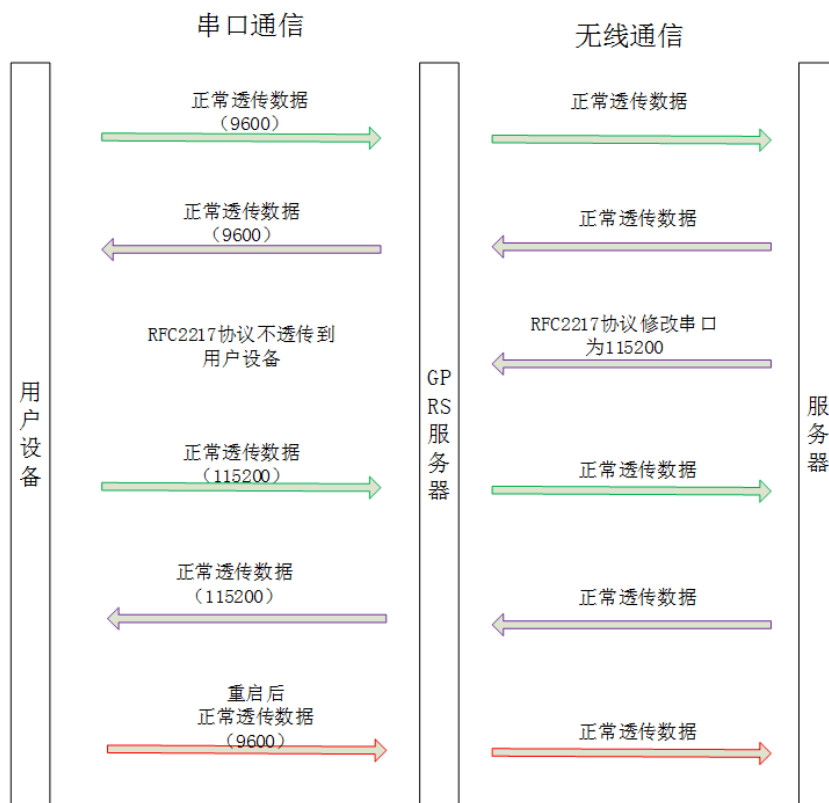 串口通信
无线通信
正常透传数据
（9600）
正常透传数据
正常透传数据
（9600）
正常透传数据
RFC2217协议不透传到
用户设备
RFC2217协议修改串口
为115200
用户设备
GP
RS
服务器
服务器
正常透传数据
（115200）
正常透传数据
正常透传数据
（115200）
正常透传数据
重启后
正常透传数据
（9600）
正常透传数据